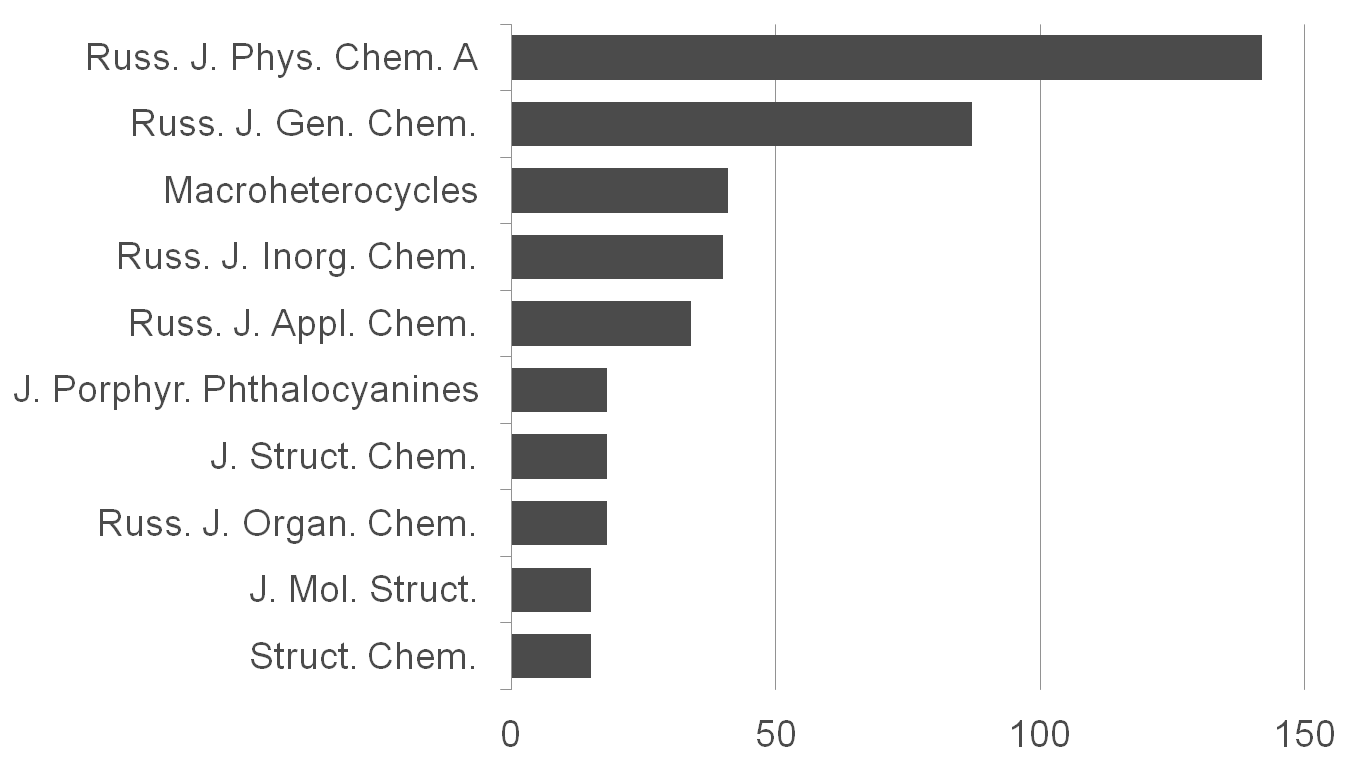 Russ. J. Phys. Chem. A
Russ. J. Gen. Chem.
Macroheterocycles
Russ. J. Inorg. Chem.
Russ. J. Appl. Chem.
J. Porphyr. Phthalocyanines
J. Struct. Chem.
Russ. J. Organ. Chem.
J. Mol. Struct.
Struct. Chem.
0 50 100 150